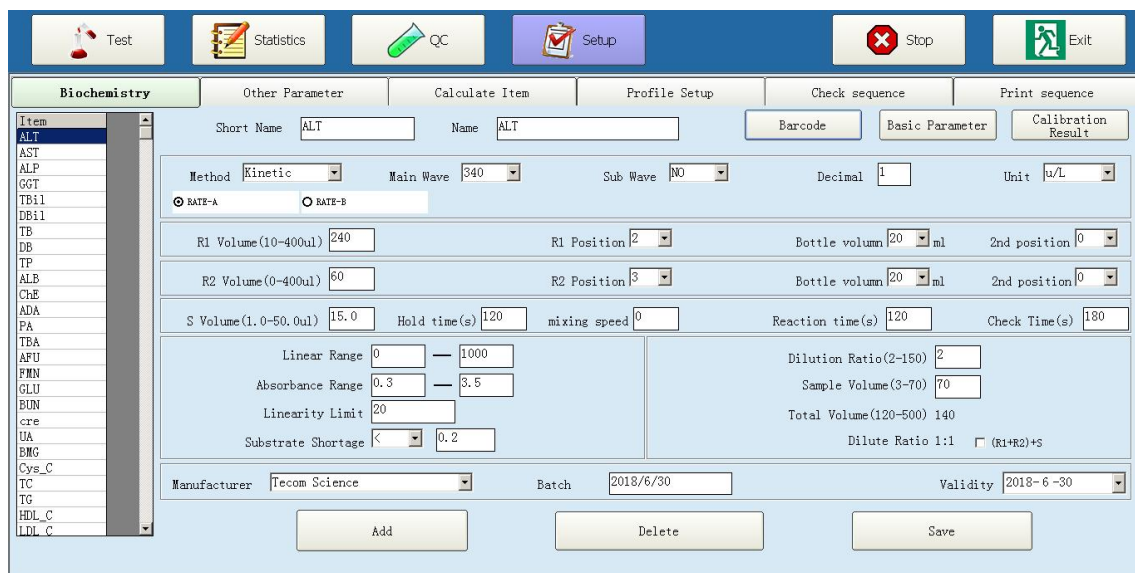 Test Statistics QC Setup Stop Exit
Biochemistry Other Parameter Calculate Item Profile Setup Check sequence Print sequence
Item
ALT
AST
ALP
GGT
TBil
DBil
TB
DB
TP
ALB
ChE
ADA
PA
TBA
AFU
FMN
GLU
BUN
cre
UA
BMG
Cys_C
TC
TG
HDL_C
LDL_C
Short Name ALT Name ALT Barcode Basic Parameter Calibration Result
Method Kinetic Main Wave 340 Sub Wave NO Decimal 1 Unit u/L
RATE-A RATE-B
R1 Volume(10-400ul) 240 R1 Position 2 Bottle volumn 20 ml 2nd position 0
R2 Volume(0-400ul) 60 R2 Position 3 Bottle volumn 20 ml 2nd position 0
S Volume(1.0-50.0ul) 15.0 Hold time(s) 120 mixing speed 0 Reaction time(s) 120 Check Time(s) 180
Linear Range 0 — 1000
Absorbance Range 0.3 — 3.5
Linearity Limit 20
Substrate Shortage < 0.2
Dilution Ratio(2-150) 2
Sample Volume(3-70) 70
Total Volume(120-500) 140
Dilute Ratio 1:1 (R1+R2)+S
Manufacturer Tecom Science Batch 2018/6/30 Validity 2018- 6 -30
Add Delete Save